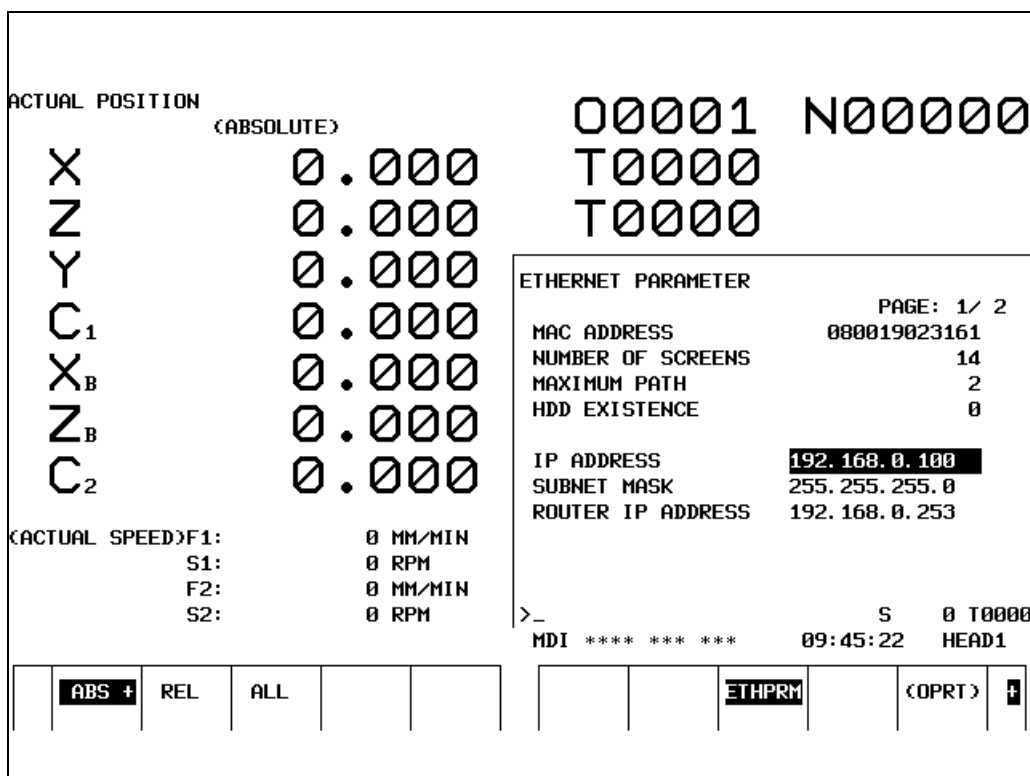 ACTUAL POSITION
(ABSOLUTE)
O0001 N00000
X 0.000 T0000
Z 0.000 T0000
Y 0.000
C1 0.000
XB 0.000
ZB 0.000
C2 0.000
(ACTUAL SPEED)F1: 0 MM/MIN
S1: 0 RPM
F2: 0 MM/MIN
S2: 0 RPM
ETHERNET PARAMETER
PAGE: 1/ 2
MAC ADDRESS 080019023161
NUMBER OF SCREENS 14
MAXIMUM PATH 2
HDD EXISTENCE 0
IP ADDRESS 192.168.0.100
SUBNET MASK 255.255.255.0
ROUTER IP ADDRESS 192.168.0.253
>_ S 0 T0000
MDI **** *** *** 09:45:22 HEAD1
ABS + REL ALL ETHPRM (OPRT) +